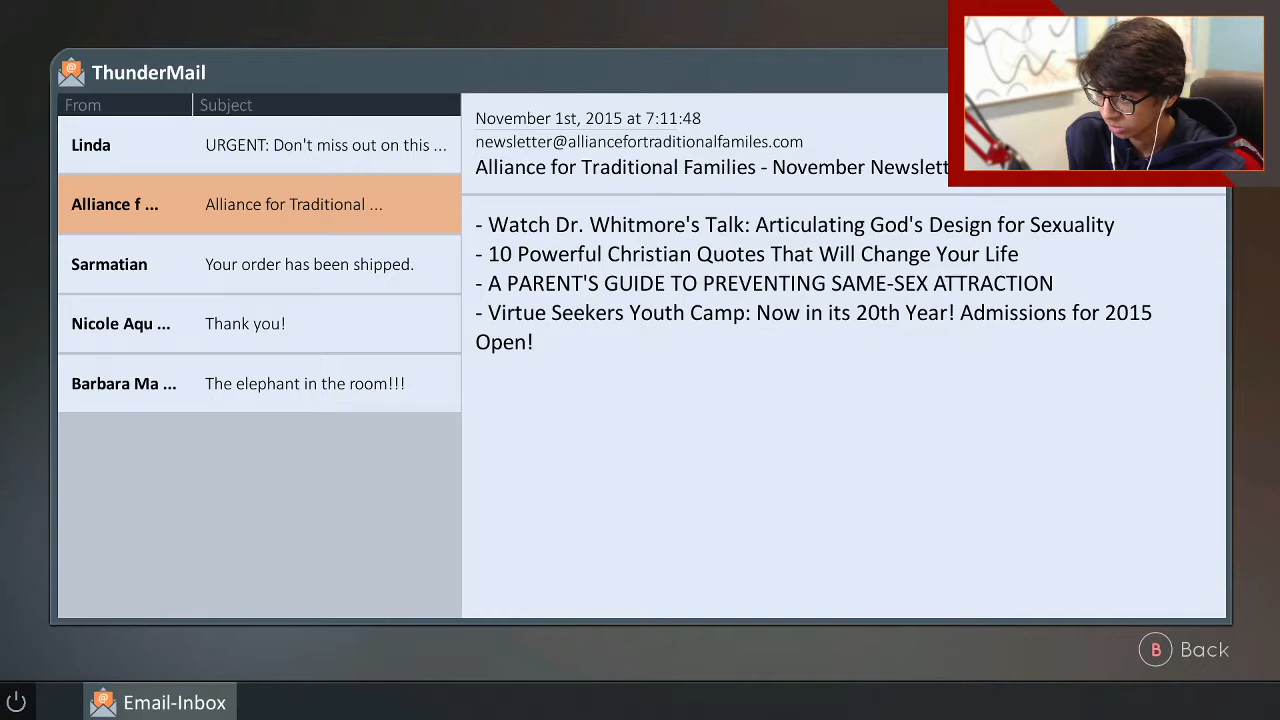 ThunderMail
From Subject
Linda URGENT: Don't miss out on this ...
Alliance f ... Alliance for Traditional ...
Sarmatian Your order has been shipped.
Nicole Aqu ... Thank you!
Barbara Ma ... The elephant in the room!!!
November 1st, 2015 at 7:11:48
newsletter@alliancefortraditionalfamiles.com
Alliance for Traditional Families - November Newslett
- Watch Dr. Whitmore's Talk: Articulating God's Design for Sexuality
- 10 Powerful Christian Quotes That Will Change Your Life
- A PARENT'S GUIDE TO PREVENTING SAME-SEX ATTRACTION
- Virtue Seekers Youth Camp: Now in its 20th Year! Admissions for 2015
Open!
B Back
Email-Inbox